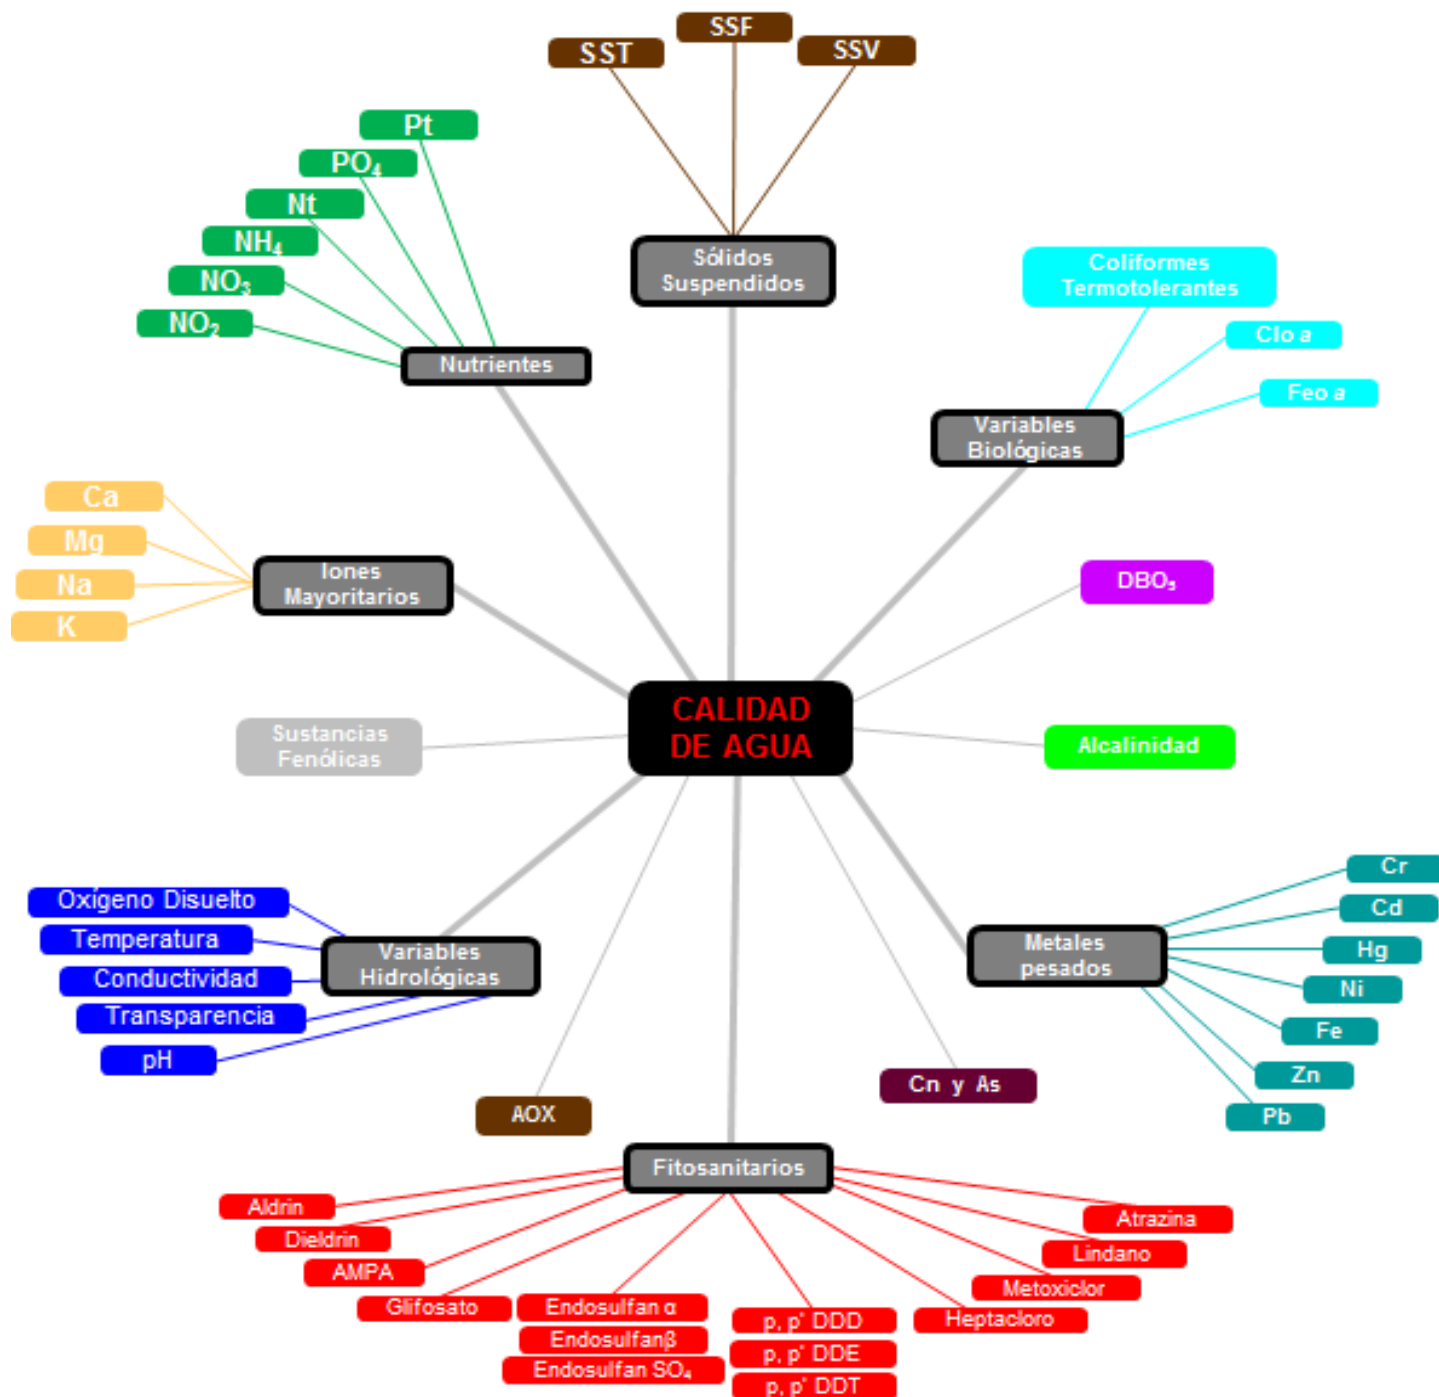 SST
SSF
SSV
Sólidos
Suspendidos
Pt
PO₄
Nt
NH₄
NO₃
NO₂
Nutrientes
Coliformes
Termotolerantes
Clo a
Feo a
Variables
Biológicas
Ca
Mg
Na
K
Iones
Mayoritarios
DBO₅
CALIDAD
DE AGUA
Sustancias
Fenólicas
Alcalinidad
Oxígeno Disuelto
Temperatura
Conductividad
Transparencia
pH
Variables
Hidrológicas
Metales
pesados
Cr
Cd
Hg
Ni
Fe
Zn
Pb
AOX
Cn y As
Fitosanitarios
Aldrin
Dieldrin
AMPA
Glifosato
Endosulfan α
Endosulfanβ
Endosulfan SO₄
p, p' DDD
p, p' DDE
p, p' DDT
Heptacloro
Metoxiclor
Lindano
Atrazina